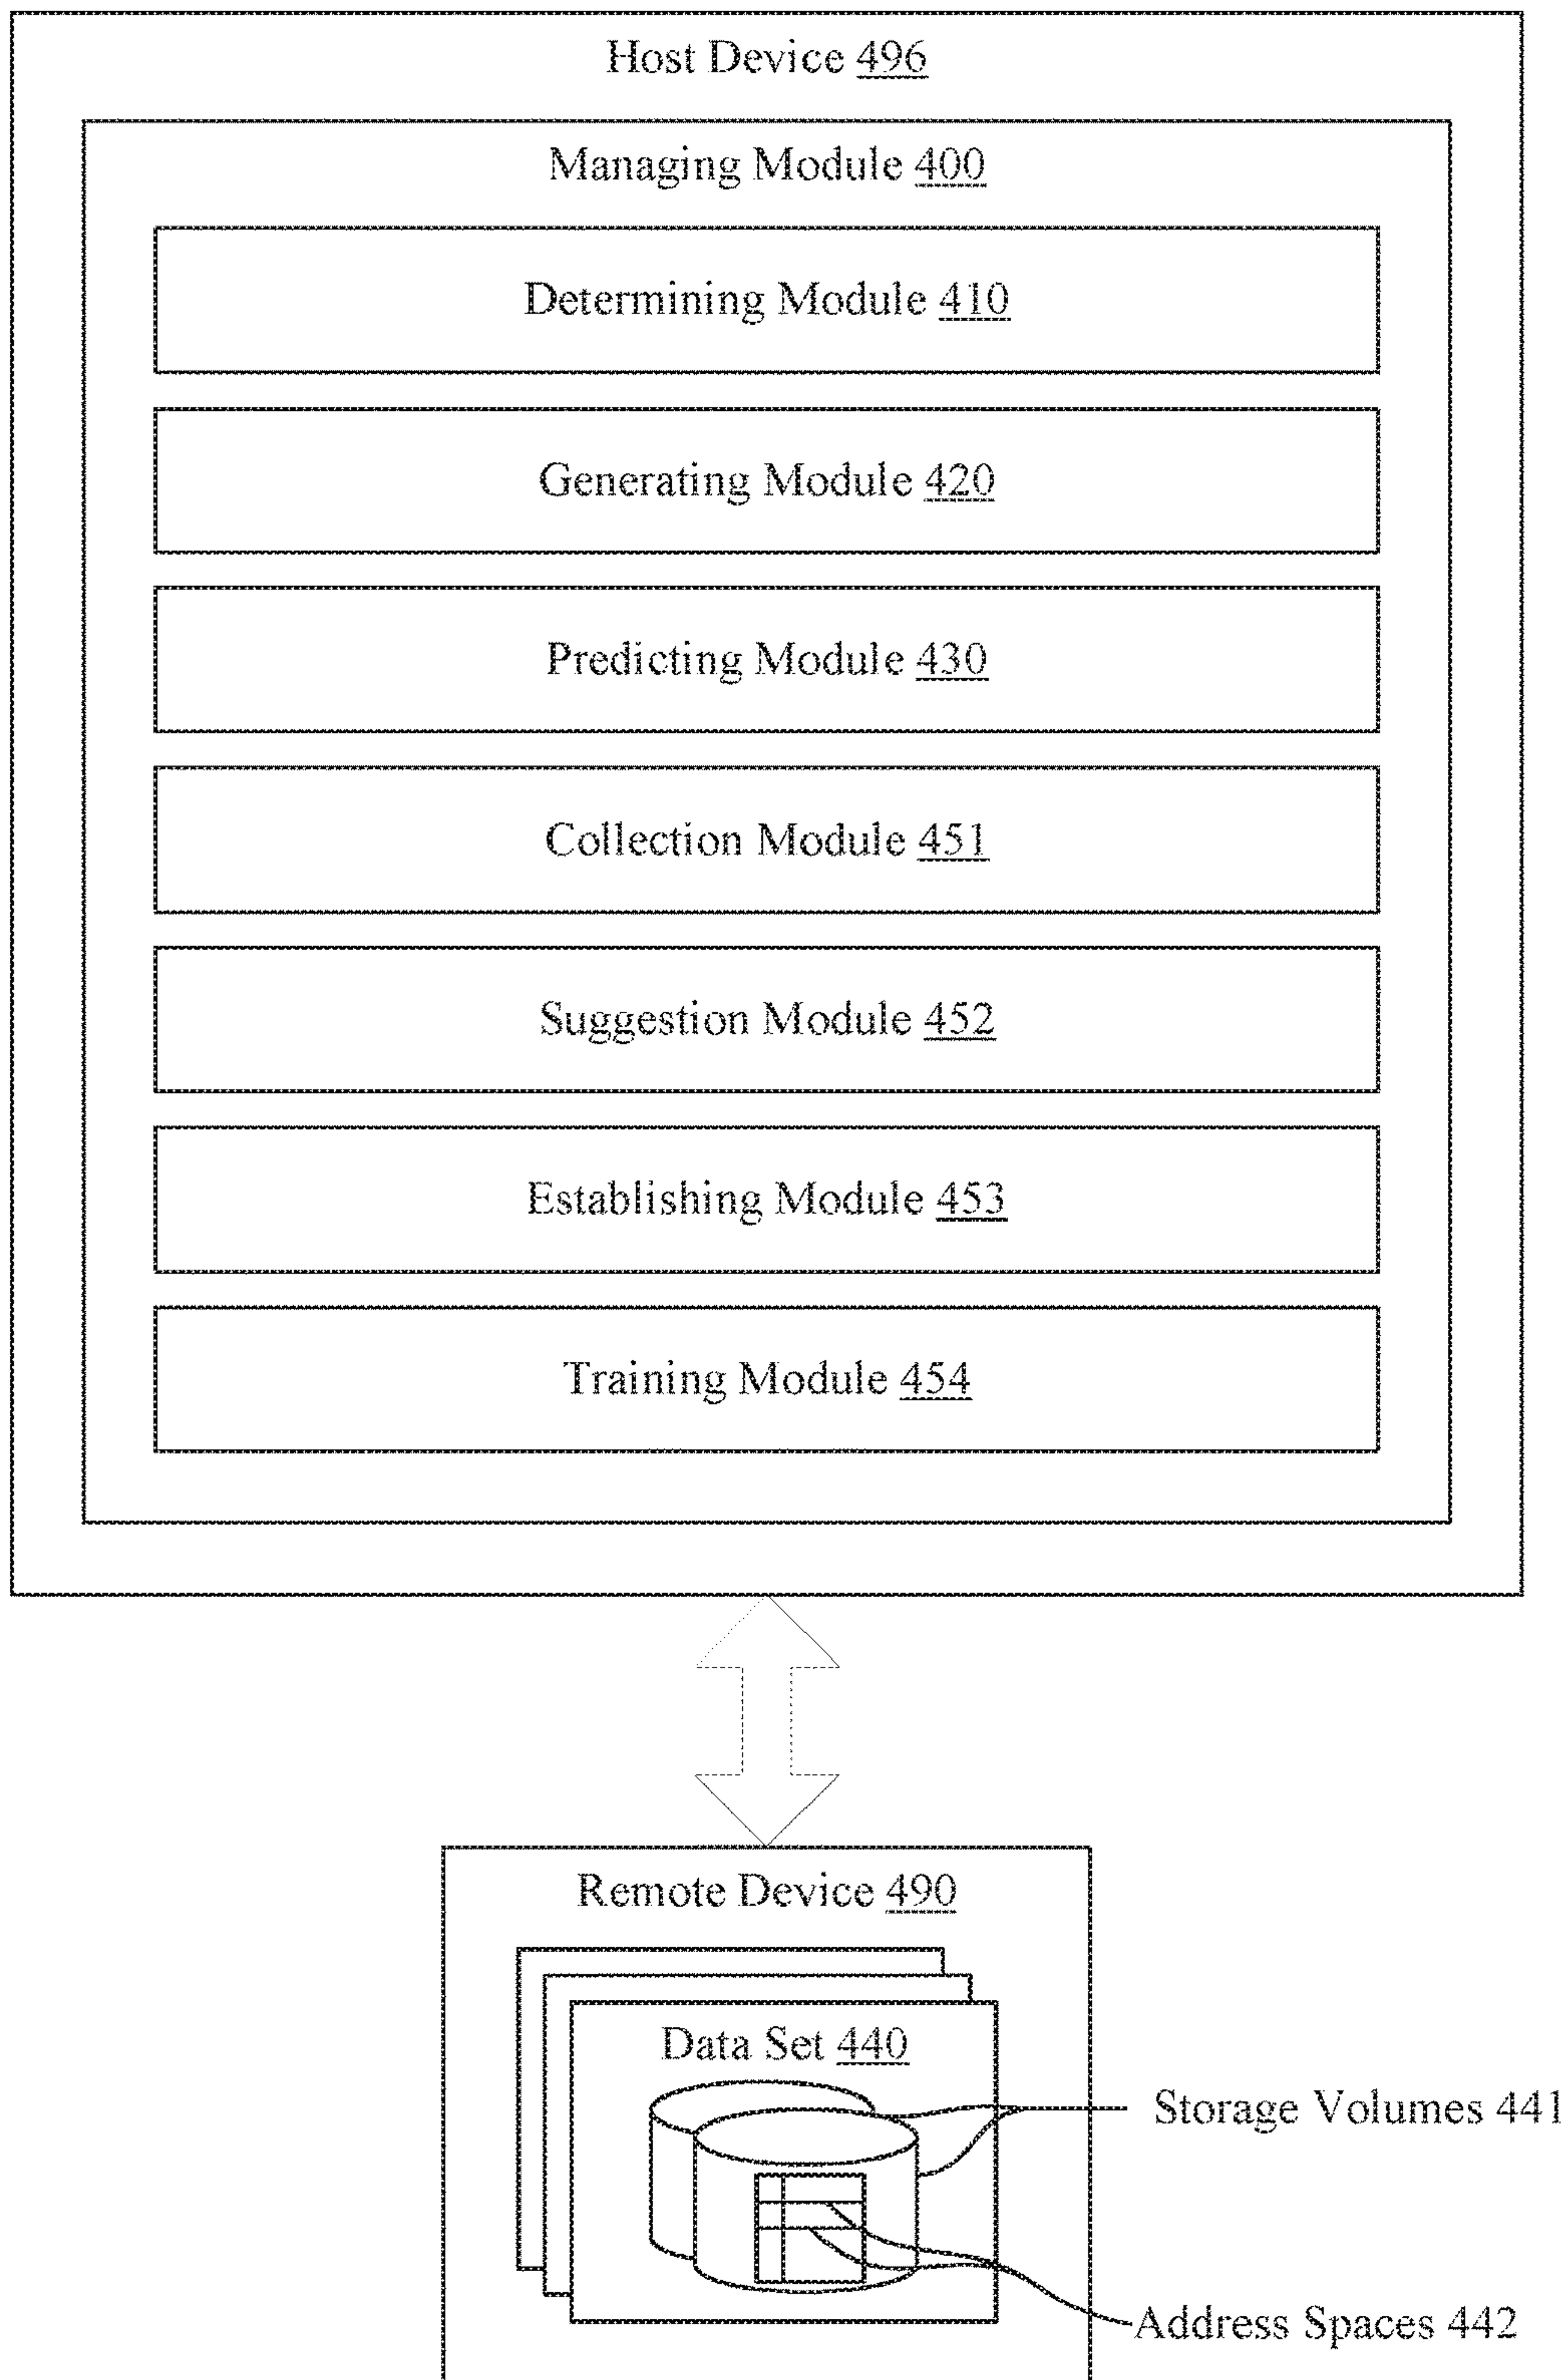 Host Device 496
Managing Module 400
Determining Module 410
Generating Module 420
Predicting Module 430
Collection Module 451
Suggestion Module 452
Establishing Module 453
Training Module 454
Remote Device 490
Data Set 440
Storage Volumes 441
Address Spaces 442